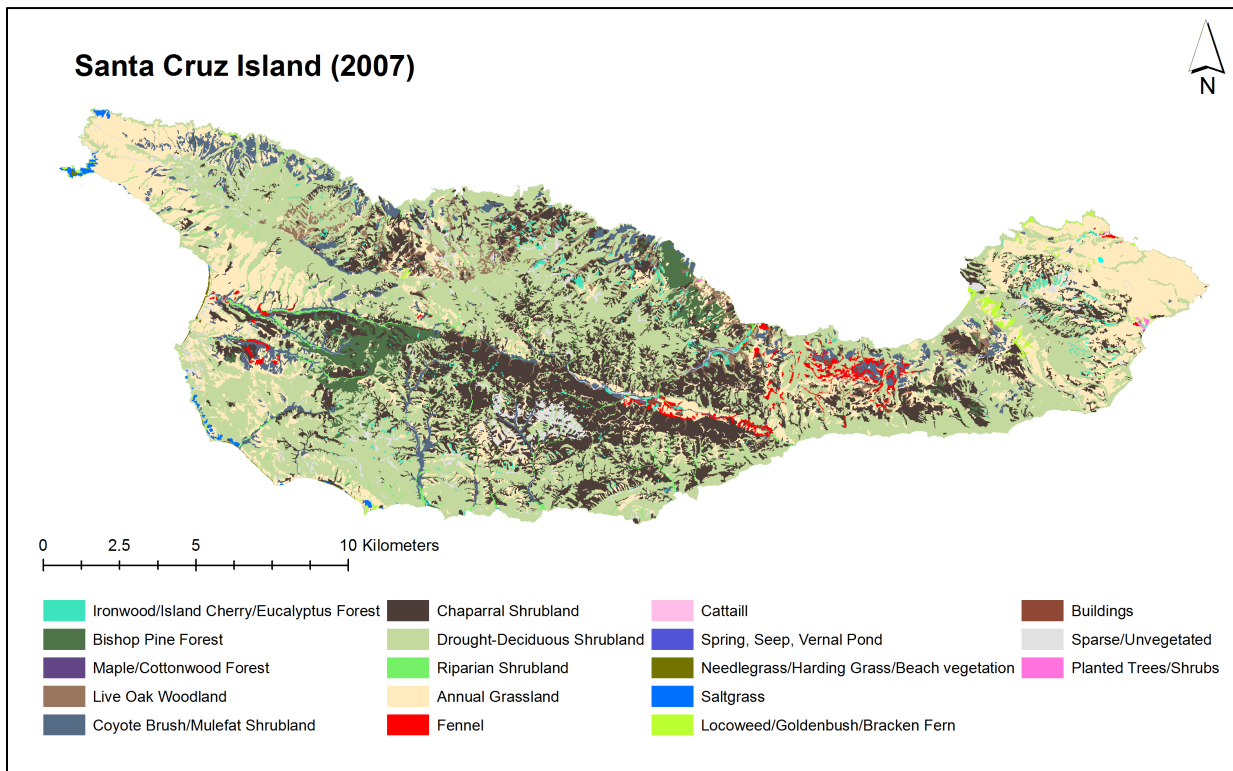 Santa Cruz Island (2007)
N
0 2.5 5 10 Kilometers
Ironwood/Island Cherry/Eucalyptus Forest
Bishop Pine Forest
Maple/Cottonwood Forest
Live Oak Woodland
Coyote Brush/Mulefat Shrubland
Chaparral Shrubland
Drought-Deciduous Shrubland
Riparian Shrubland
Annual Grassland
Fennel
Cattaill
Spring, Seep, Vernal Pond
Needlegrass/Harding Grass/Beach vegetation
Saltgrass
Locoweed/Goldenbush/Bracken Fern
Buildings
Sparse/Unvegetated
Planted Trees/Shrubs